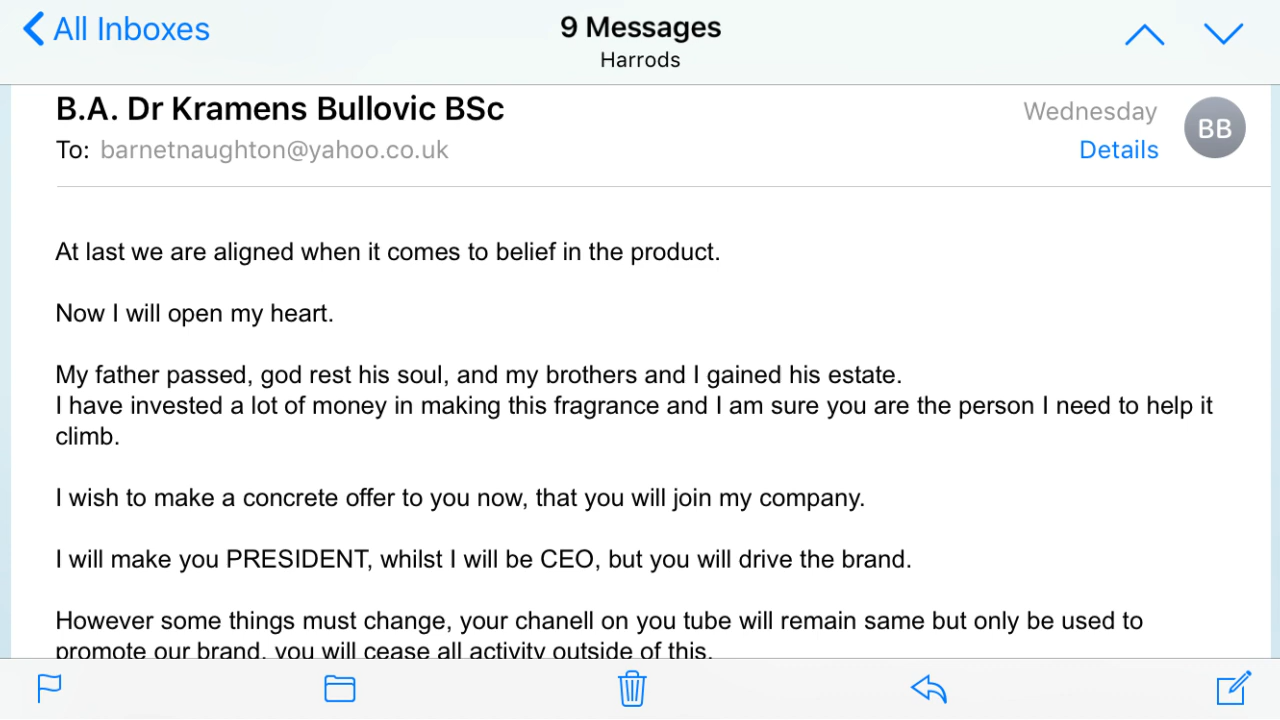 All Inboxes
9 Messages
Harrods
B.A. Dr Kramens Bullovic BSc
Wednesday
BB
To: barnetnaughton@yahoo.co.uk
Details
At last we are aligned when it comes to belief in the product.
Now I will open my heart.
My father passed, god rest his soul, and my brothers and I gained his estate.
I have invested a lot of money in making this fragrance and I am sure you are the person I need to help it
climb.
I wish to make a concrete offer to you now, that you will join my company.
I will make you PRESIDENT, whilst I will be CEO, but you will drive the brand.
However some things must change, your chanell on you tube will remain same but only be used to
promote our brand, you will cease all activity outside of this.